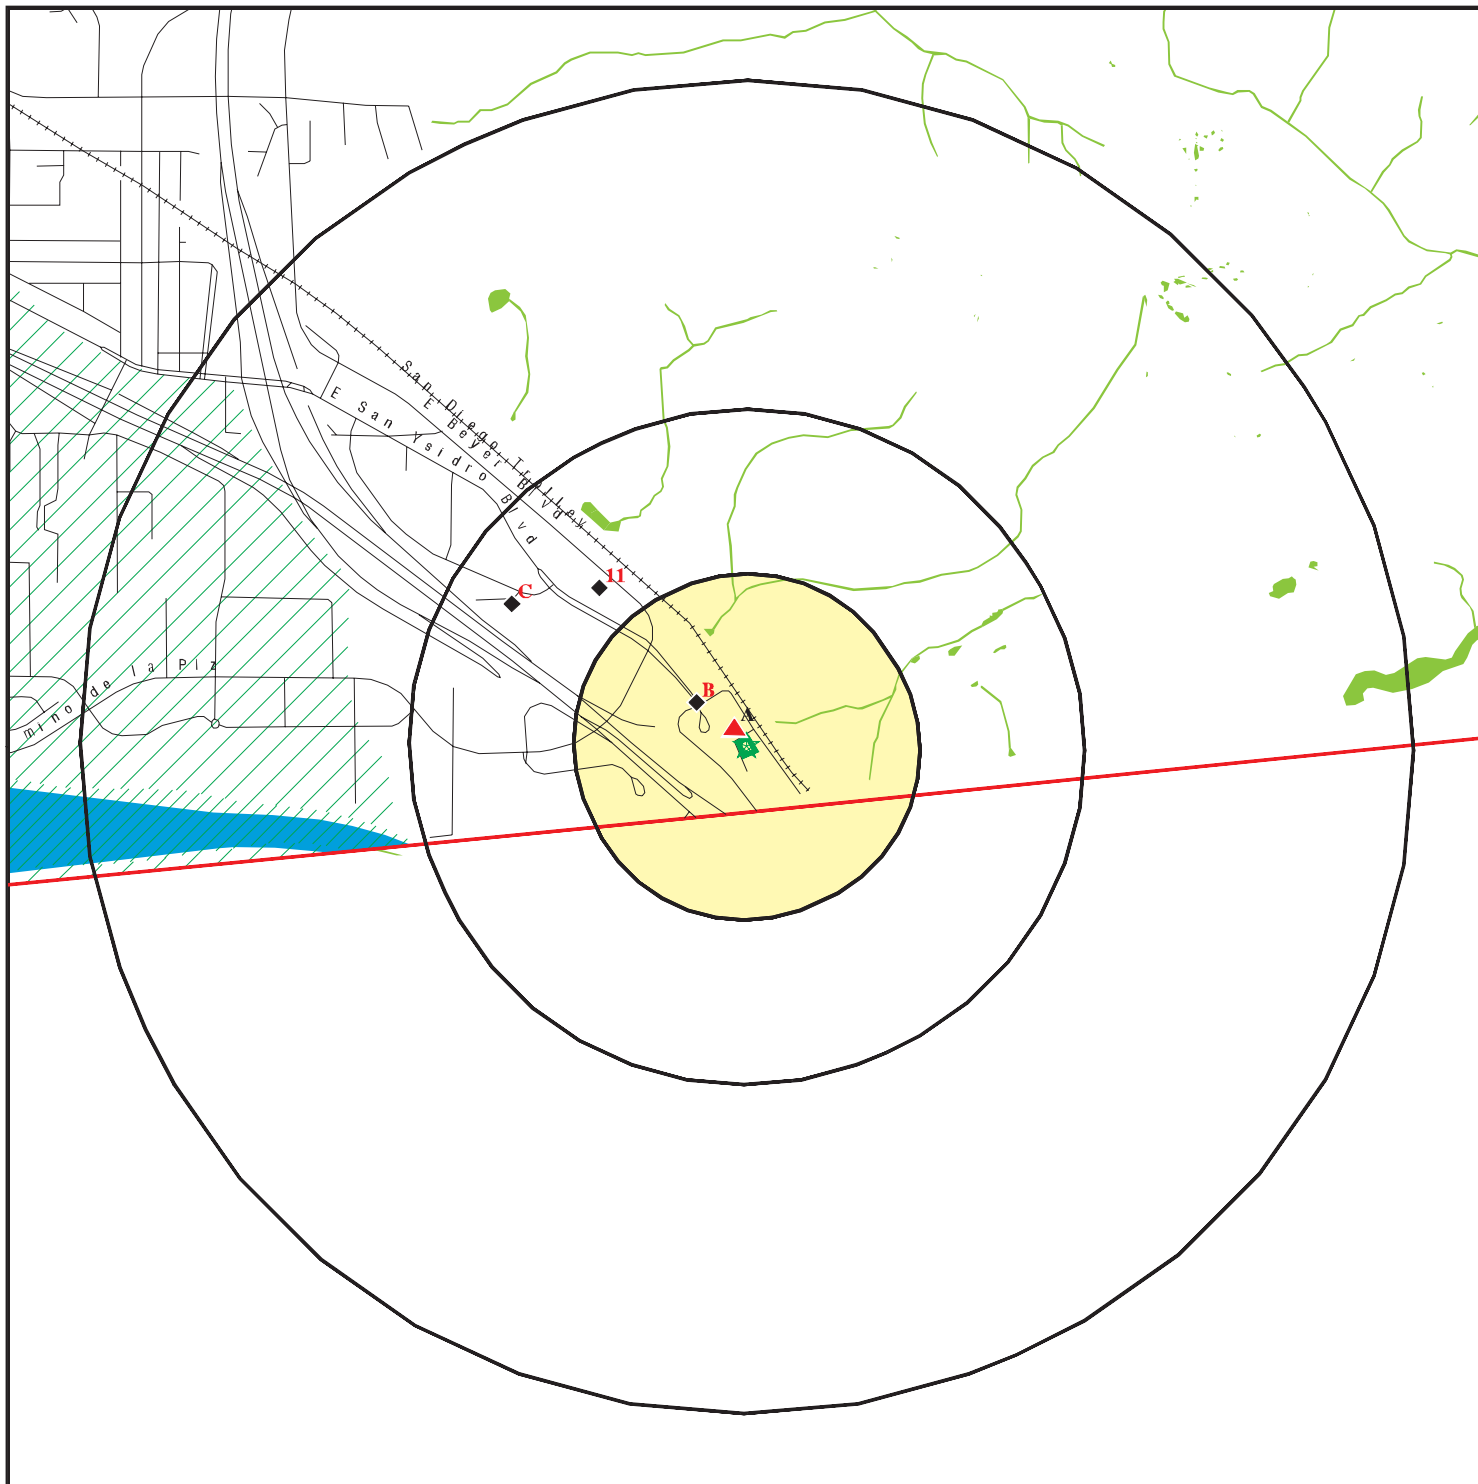 San Diego Trolley
E Beyer Blvd
E San Ysidro Blvd
11
C
mino de la Plz
B
A